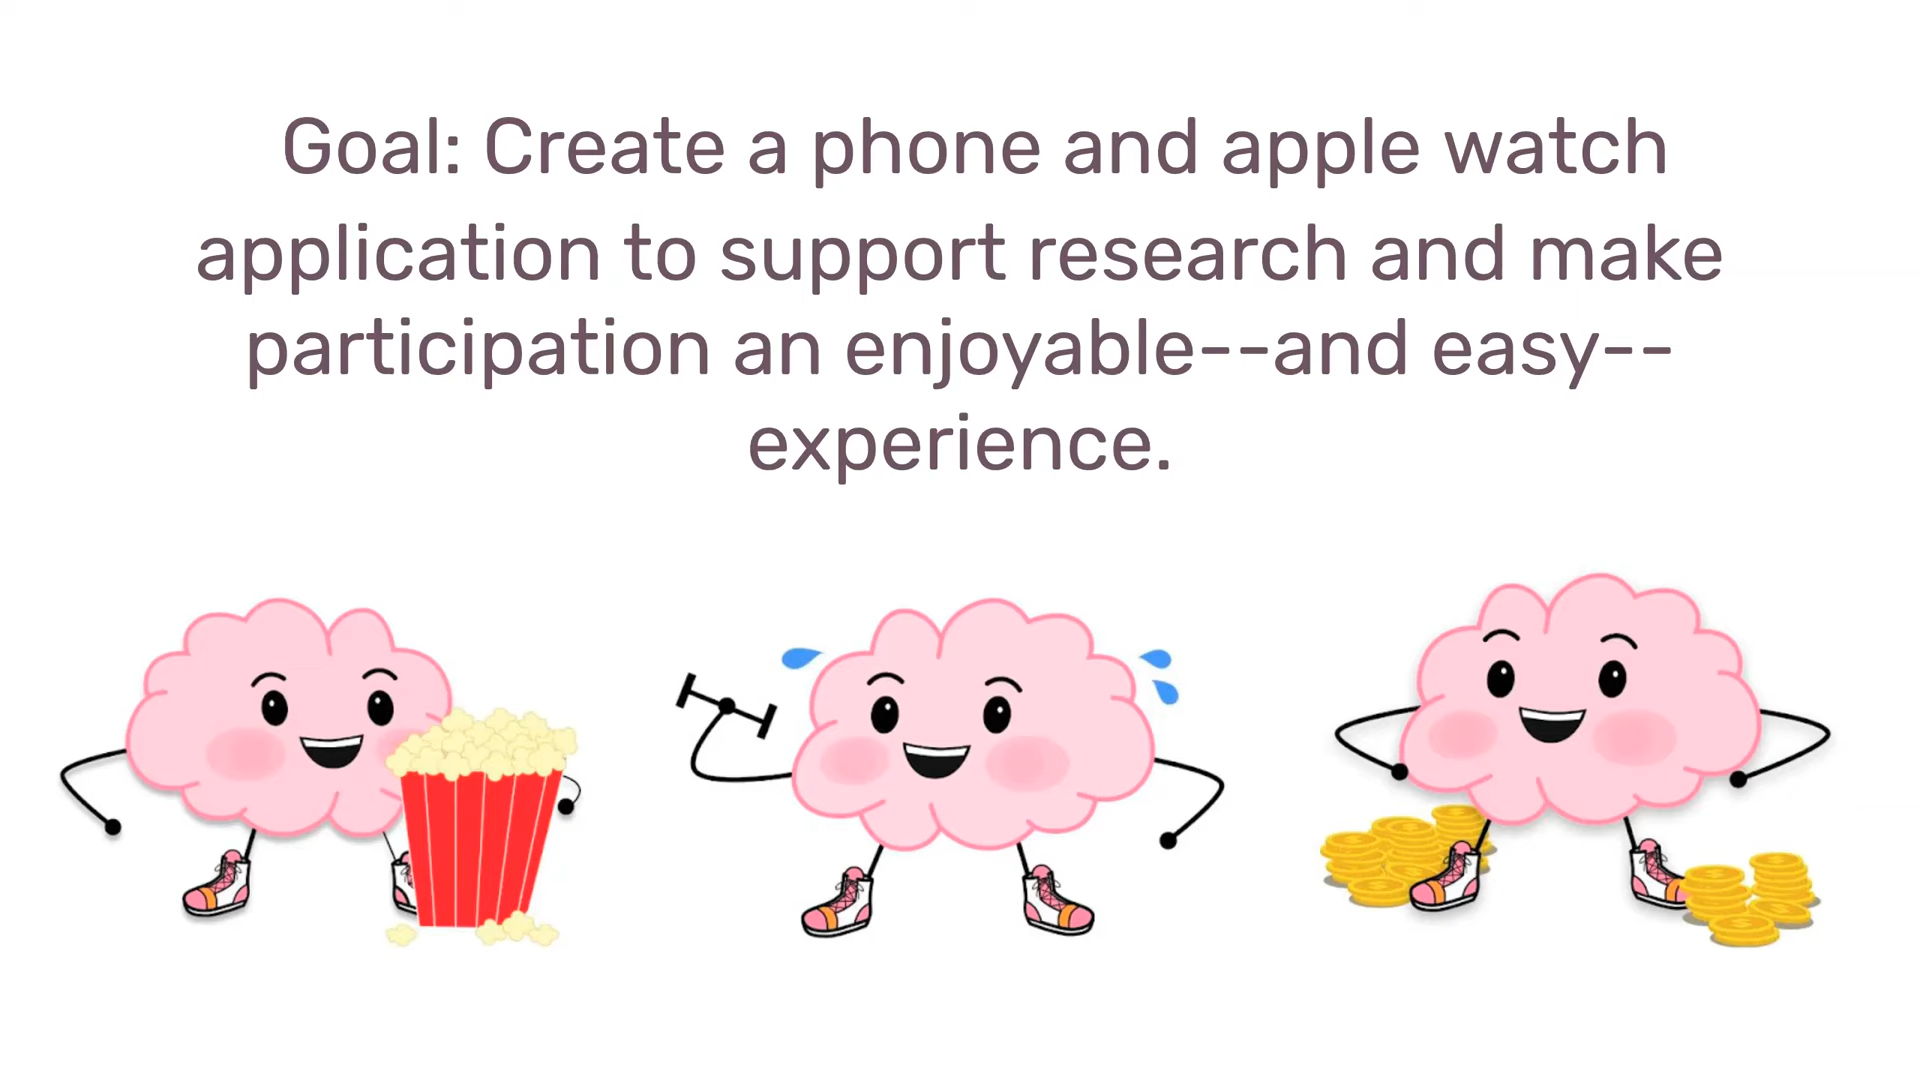 Goal: Create a phone and apple watch
application to support research and make
participation an enjoyable--and easy--
experience.